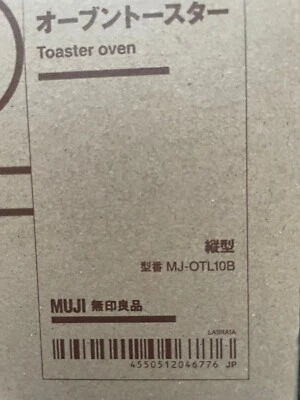 オーブントースター
Toaster oven
縦型
型番 MJ-OTL10B
MUJI 無印良品
4550512046776 JP